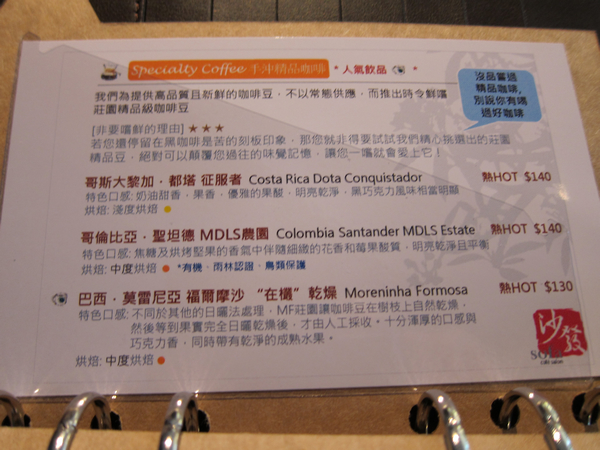 Specialty Coffee 手沖精品咖啡 * 人氣飲品 *
沒品嘗過
精品咖啡,
別說你有喝
過好咖啡
我們為提供高品質且新鮮的咖啡豆，不以常態供應，而推出時令鮮嚐
莊園精品級咖啡豆
[非要嚐鮮的理由] ★★★
若您還停留在黑咖啡是苦的刻板印象，那您就非得要試試我們精心挑選出的莊園
精品豆，絕對可以顛覆您過往的味覺記憶，讓您一嚐就會愛上它！
哥斯大黎加．都塔 征服者 Costa Rica Dota Conquistador 熱HOT $140
特色口感: 奶油甜香，果香，優雅的果酸，明亮乾淨，黑巧克力風味相當明顯
烘焙: 淺度烘焙
哥倫比亞．聖坦德 MDLS農園 Colombia Santander MDLS Estate 熱HOT $140
特色口感: 焦糖及烘烤堅果的香氣中伴隨細緻的花香和莓果酸質，明亮乾淨且平衡
烘焙: 中度烘焙 *有機、雨林認證、鳥類保護
巴西．莫雷尼亞 福爾摩沙 “在欉” 乾燥 Moreninha Formosa 熱HOT $130
特色口感: 不同於其他的日曬法處理，MF莊園讓咖啡豆在樹枝上自然乾燥，
然後等到果實完全日曬乾燥後，才由人工採收。十分渾厚的口感與
巧克力香，同時帶有乾淨的成熟水果。
烘焙: 中度烘焙
沙發